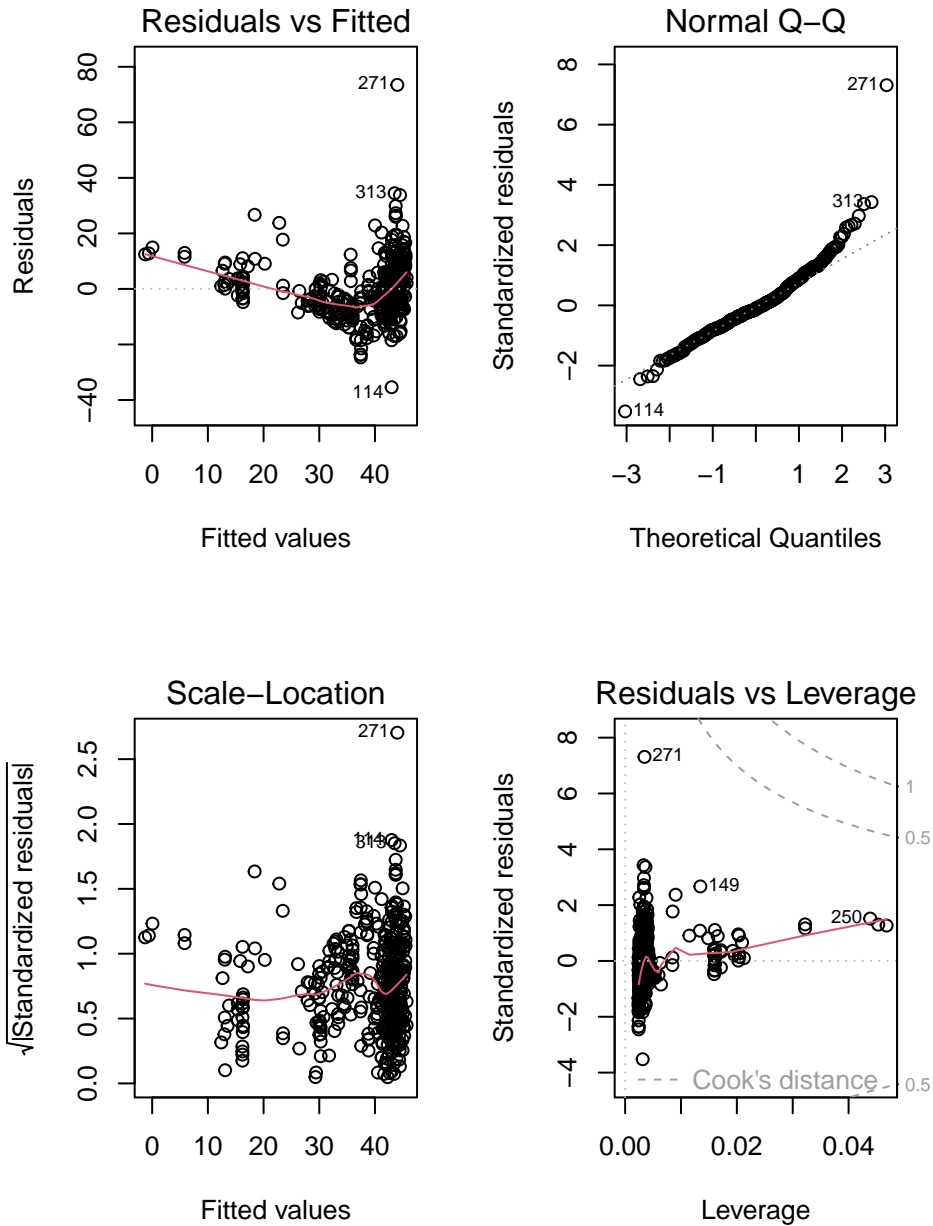 Residuals vs Fitted
Residuals
80
60
40
20
0
−20
−40
271
313
114
0 10 20 30 40
Fitted values
Normal Q−Q
Standardized residuals
8
6
4
2
0
−2
271
313
114
−3 −1 1 2 3
Theoretical Quantiles
Scale−Location
√|Standardized residuals|
2.5
2.0
1.5
1.0
0.5
0.0
271
114
313
0 10 20 30 40
Fitted values
Residuals vs Leverage
Standardized residuals
8
6
4
2
0
−2
−4
271
149
250
1
0.5
0.5
Cook's distance
0.00 0.02 0.04
Leverage